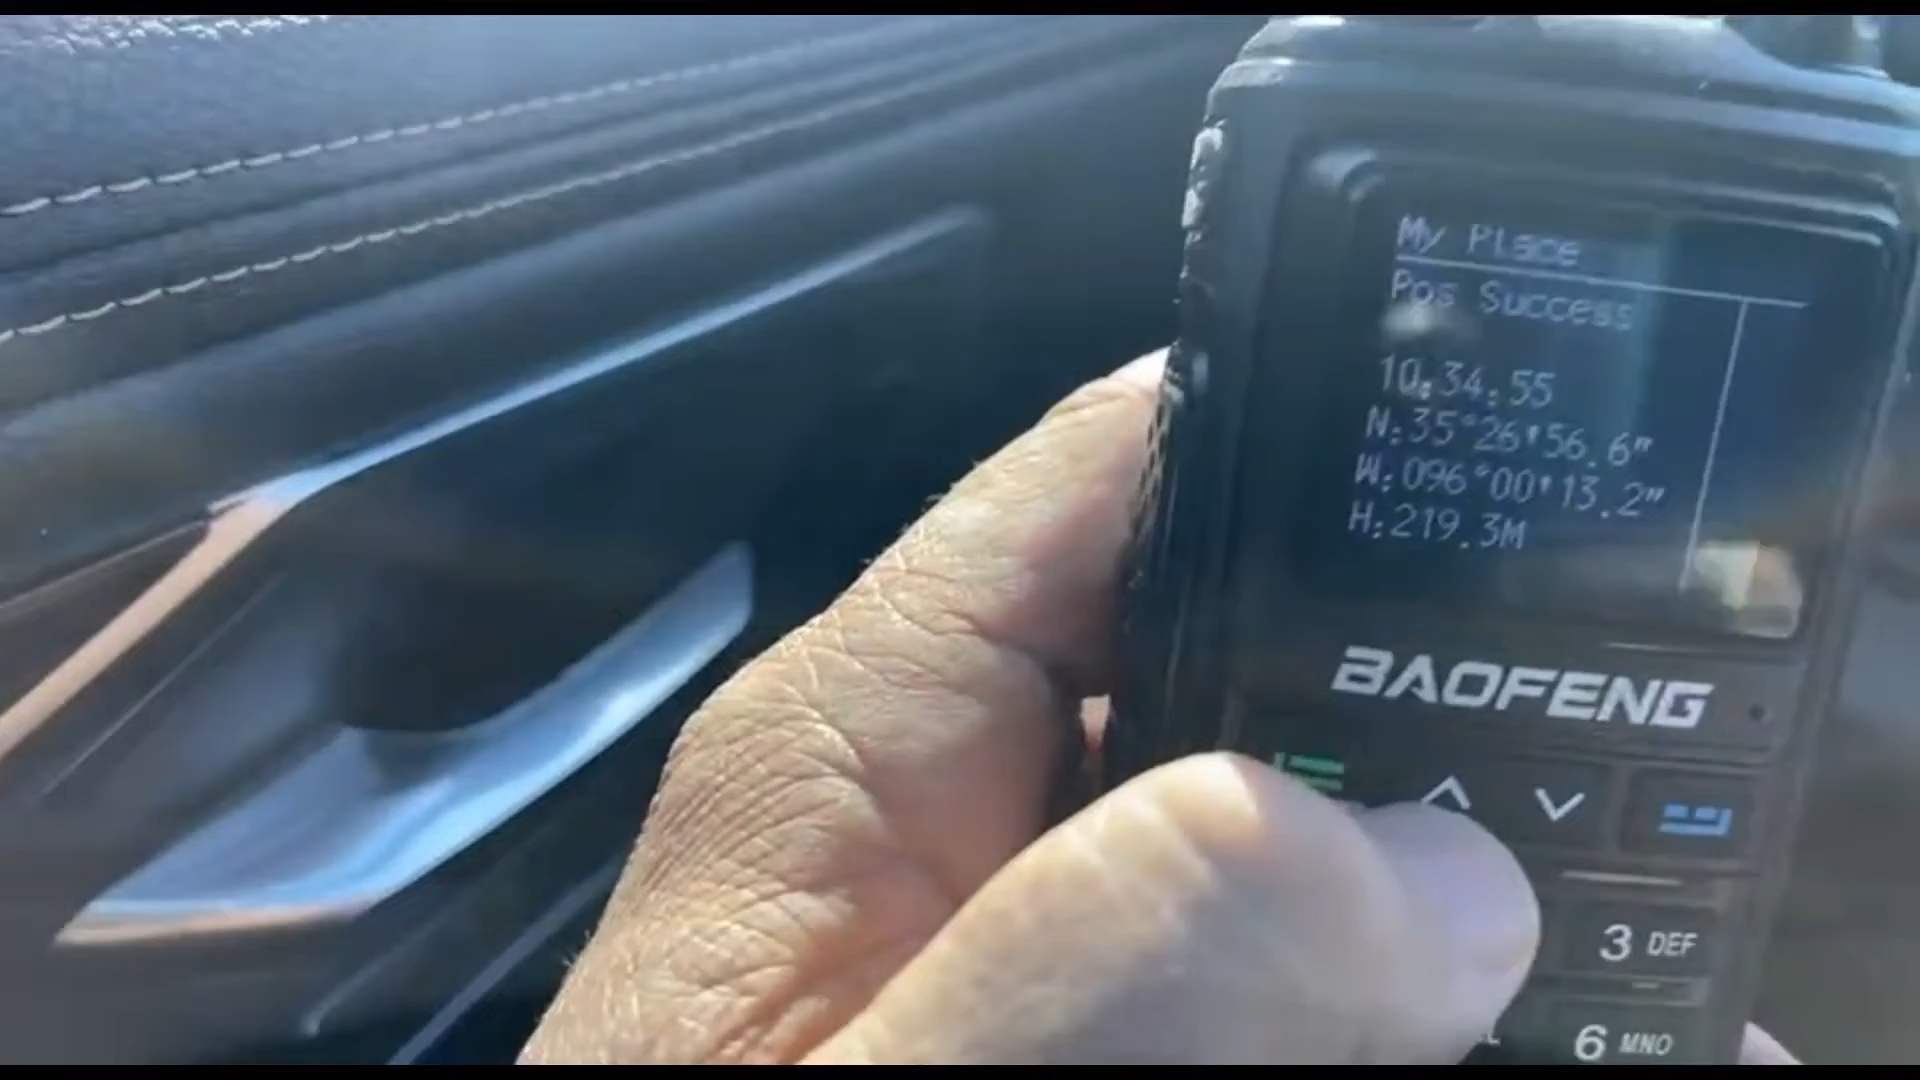 My Place
Pos Success
10:34:55
N:35°26'56.6"
W:096°00'13.2"
H:219.3M
BAOFENG
3 DEF
6 MNO